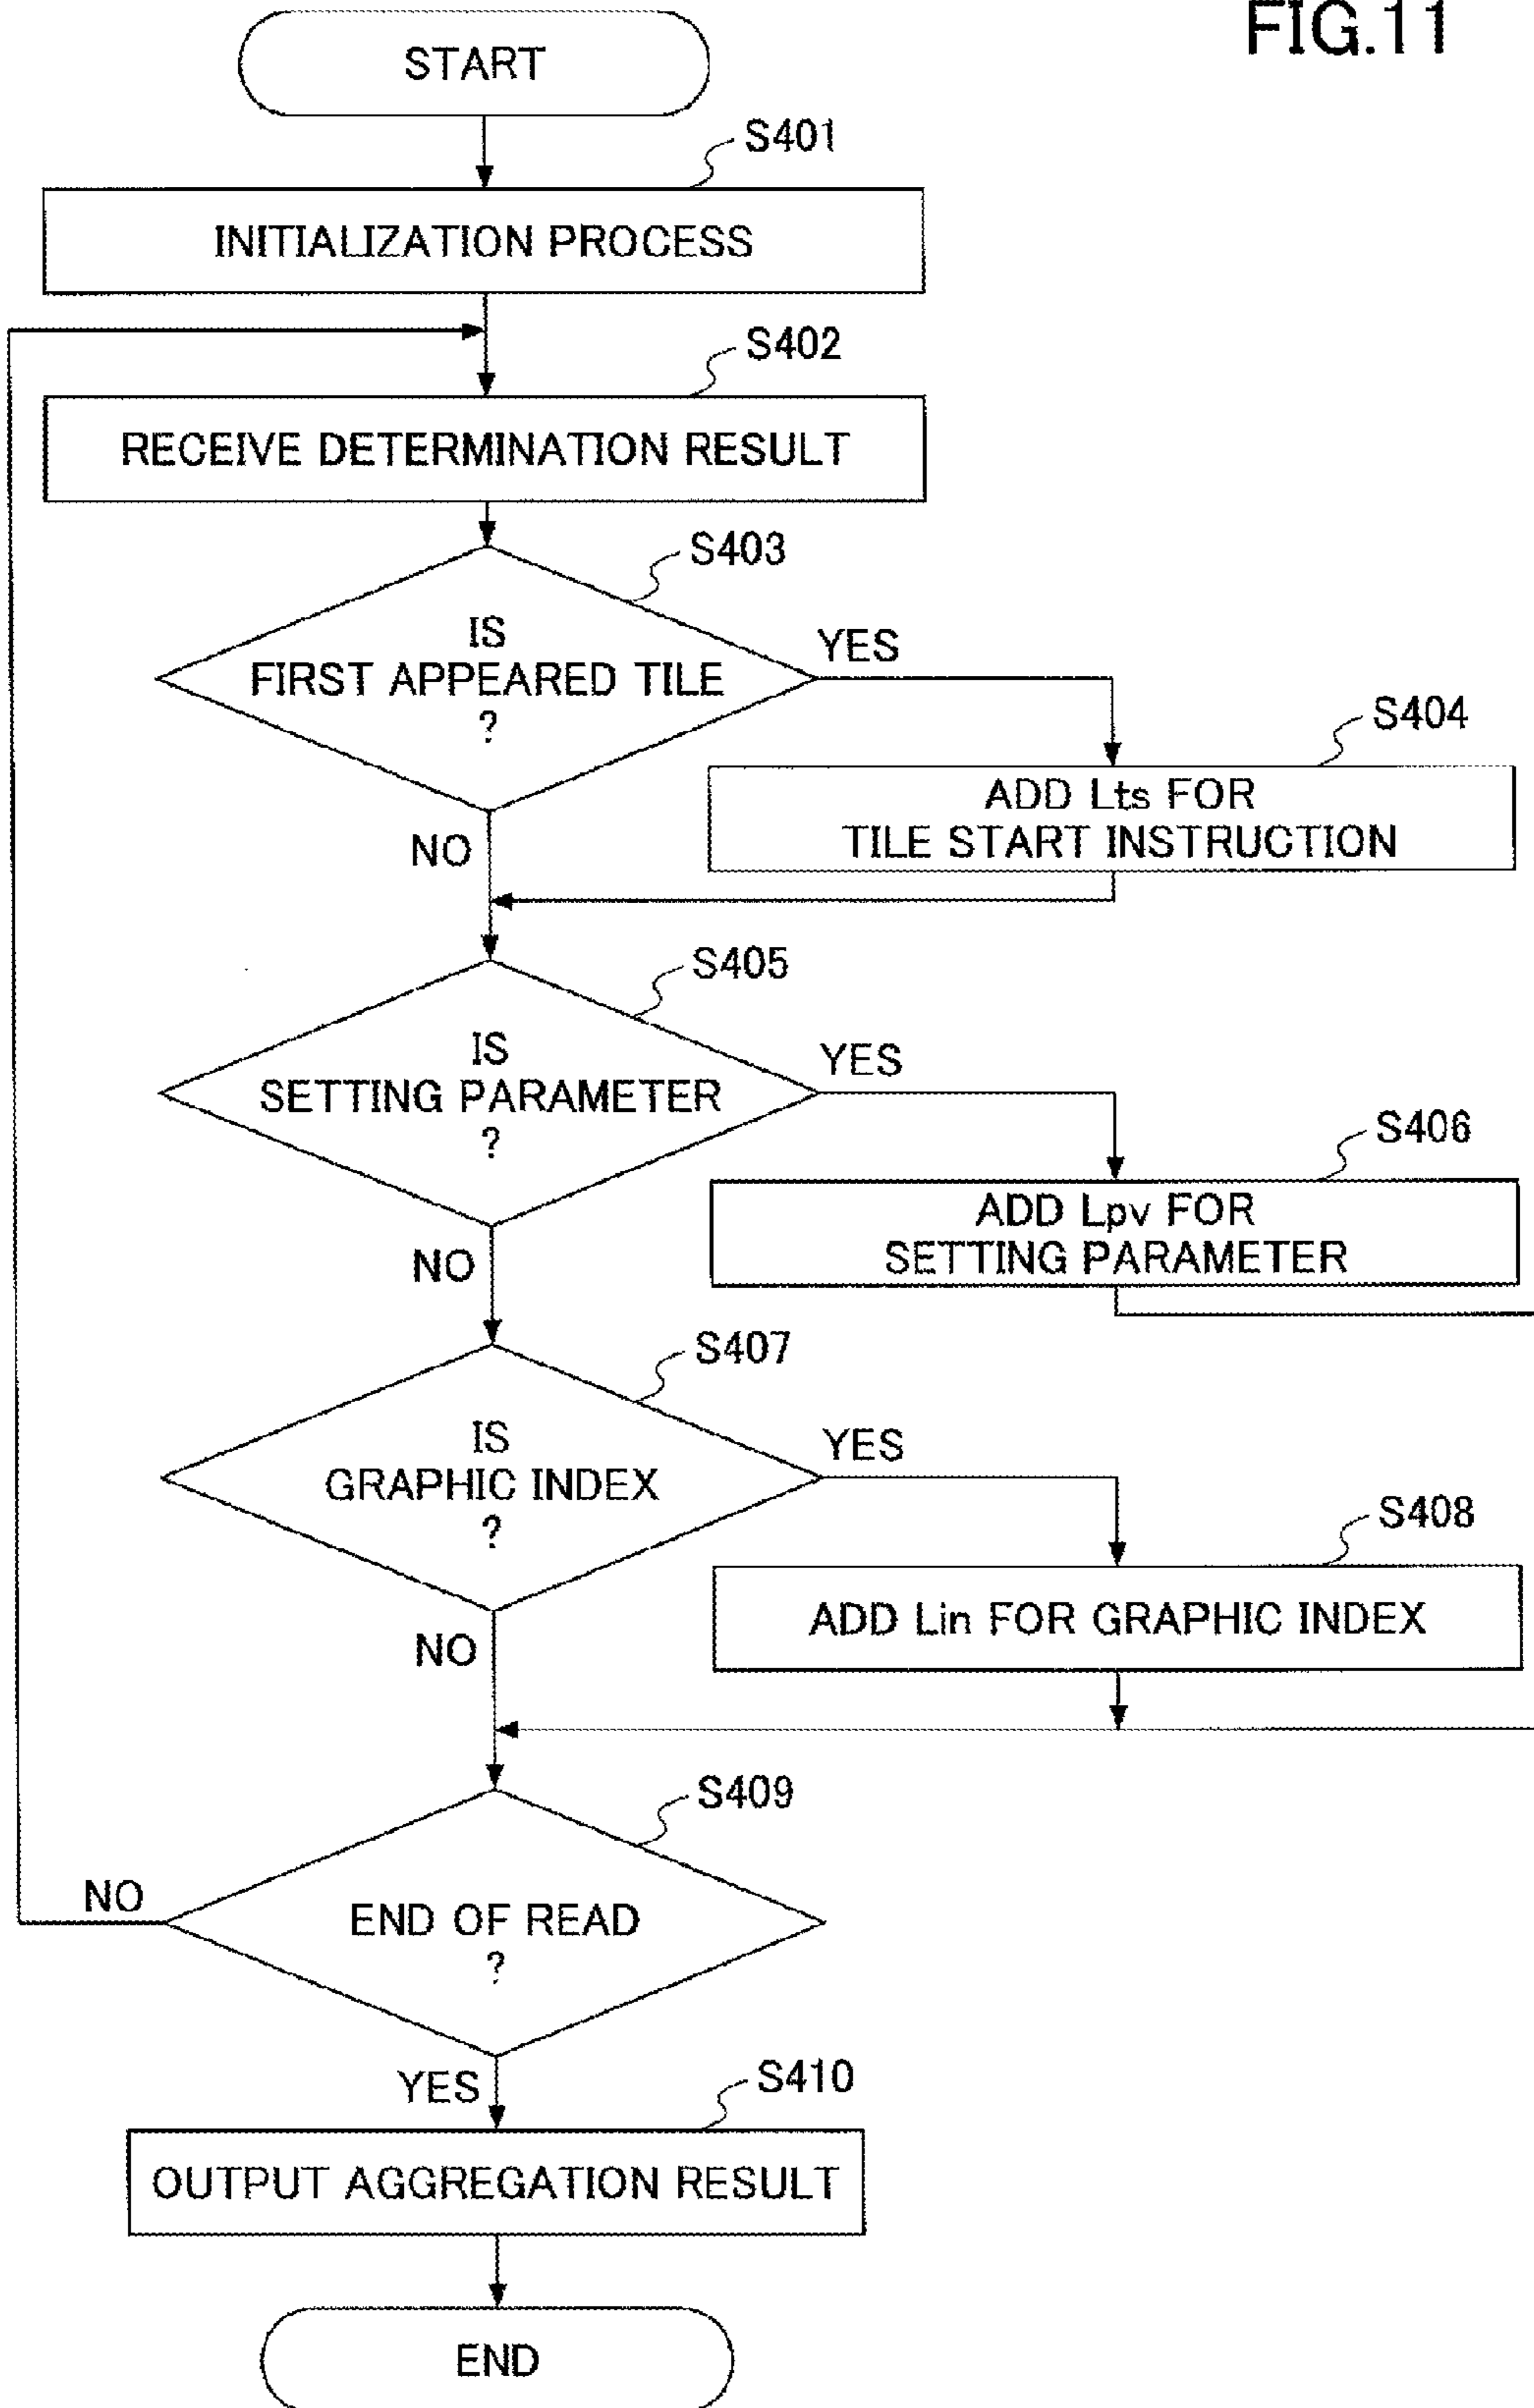 FIG.11
START
S401
INITIALIZATION PROCESS
S402
RECEIVE DETERMINATION RESULT
S403
IS
FIRST APPEARED TILE
?
YES
NO
S404
ADD Lts FOR
TILE START INSTRUCTION
S405
IS
SETTING PARAMETER
?
YES
NO
S406
ADD Lpv FOR
SETTING PARAMETER
S407
IS
GRAPHIC INDEX
?
YES
NO
S408
ADD Lin FOR GRAPHIC INDEX
S409
END OF READ
?
NO
YES
S410
OUTPUT AGGREGATION RESULT
END